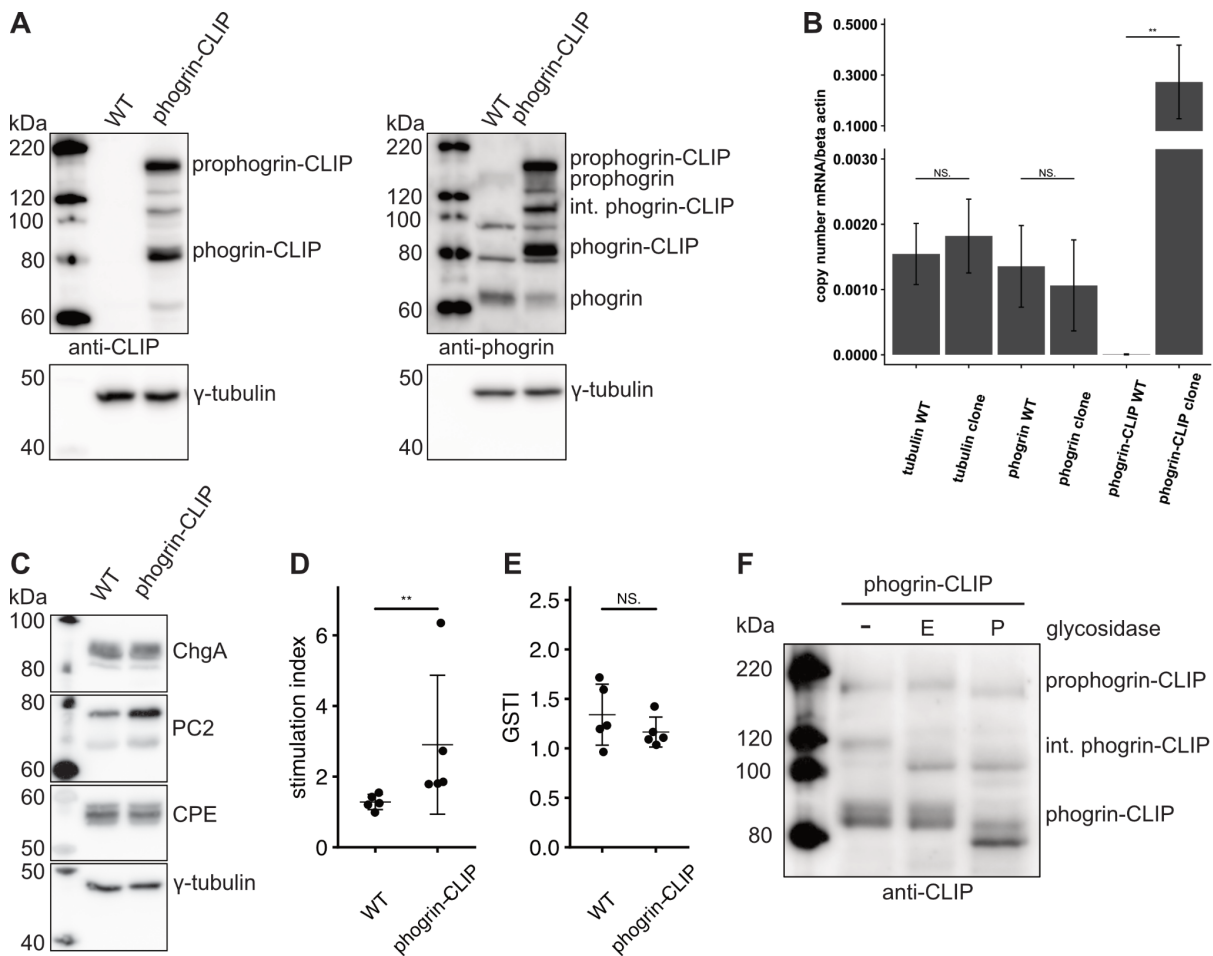 A
WT
phogrin-CLIP
kDa
220
120
100
80
60
prophogrin-CLIP
phogrin-CLIP
anti-CLIP
50
40
γ-tubulin
WT
phogrin-CLIP
kDa
220
120
100
80
60
prophogrin-CLIP
prophogrin
int. phogrin-CLIP
phogrin-CLIP
phogrin
anti-phogrin
50
40
γ-tubulin
B
copy number mRNA/beta actin
0.5000
0.3000
0.1000
0.0030
0.0020
0.0010
0.0000
NS.
NS.
**
tubulin WT
tubulin clone
phogrin WT
phogrin clone
phogrin-CLIP WT
phogrin-CLIP clone
C
WT
phogrin-CLIP
kDa
100
80
ChgA
80
60
PC2
60
50
CPE
50
40
γ-tubulin
D
stimulation index
6
4
2
0
**
WT
phogrin-CLIP
E
GSTI
2.5
2.0
1.5
1.0
0.5
0.0
NS.
WT
phogrin-CLIP
F
phogrin-CLIP
kDa
- E P glycosidase
220
120
100
80
prophogrin-CLIP
int. phogrin-CLIP
phogrin-CLIP
anti-CLIP